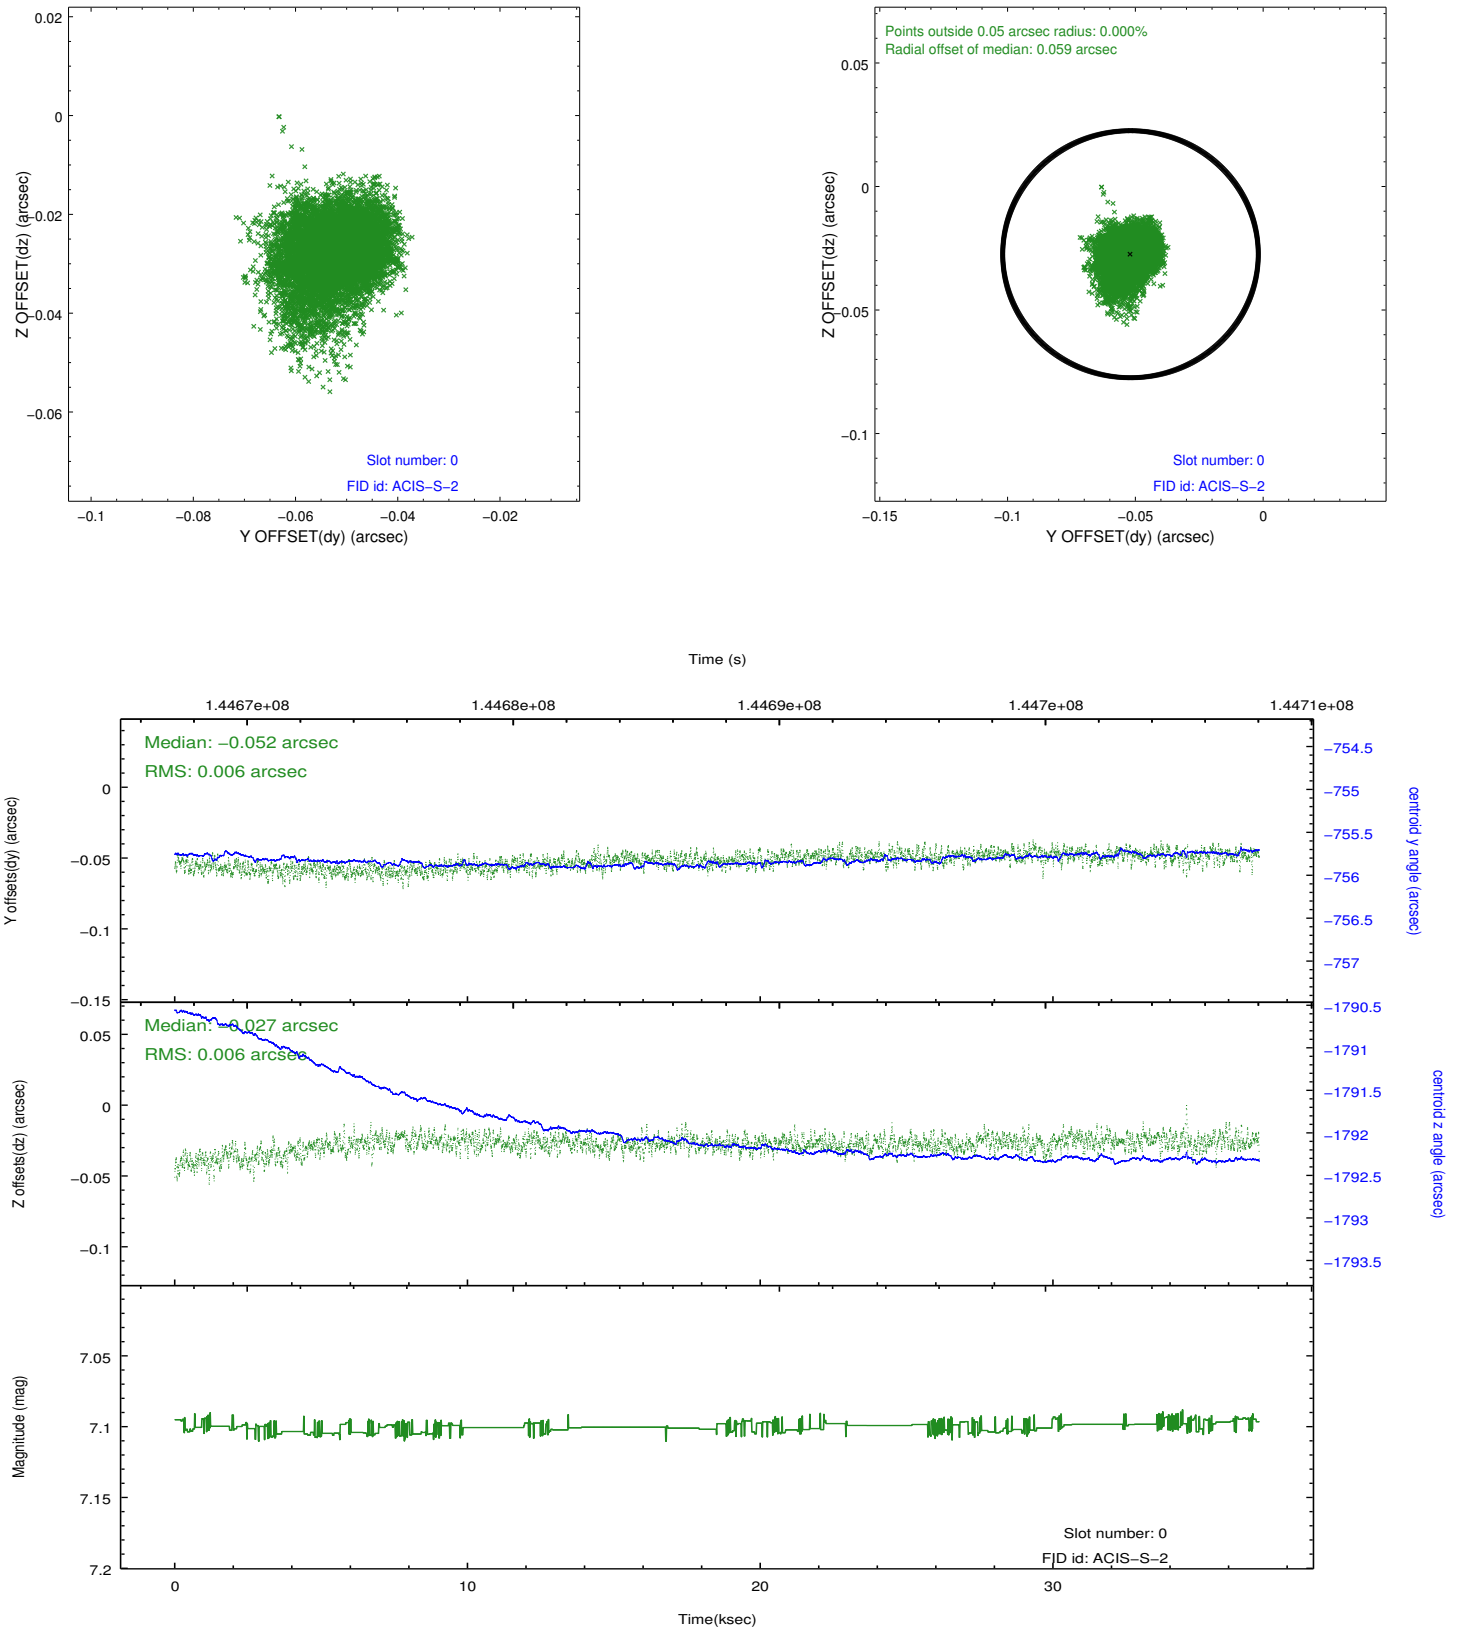 0.02
0
−0.02
−0.04
−0.06
Z OFFSET(dz) (arcsec)
Slot number: 0
FID id: ACIS−S−2
−0.1
−0.08
−0.06
−0.04
−0.02
Y OFFSET(dy) (arcsec)
Points outside 0.05 arcsec radius: 0.000%
Radial offset of median: 0.059 arcsec
0.05
0
−0.05
−0.1
Z OFFSET(dz) (arcsec)
Slot number: 0
FID id: ACIS−S−2
−0.15
−0.1
−0.05
0
Y OFFSET(dy) (arcsec)
Time (s)
1.4467e+08
1.4468e+08
1.4469e+08
1.447e+08
1.4471e+08
Median: −0.052 arcsec
RMS: 0.006 arcsec
0
−0.05
−0.1
−0.15
Y offsets(dy) (arcsec)
−754.5
−755
−755.5
−756
−756.5
−757
centroid y angle (arcsec)
Median: −0.027 arcsec
RMS: 0.006 arcsec
0.05
0
−0.05
−0.1
Z offsets(dz) (arcsec)
−1790.5
−1791
−1791.5
−1792
−1792.5
−1793
−1793.5
centroid z angle (arcsec)
7.05
7.1
7.15
7.2
Magnitude (mag)
Slot number: 0
FID id: ACIS−S−2
0
10
20
30
Time(ksec)